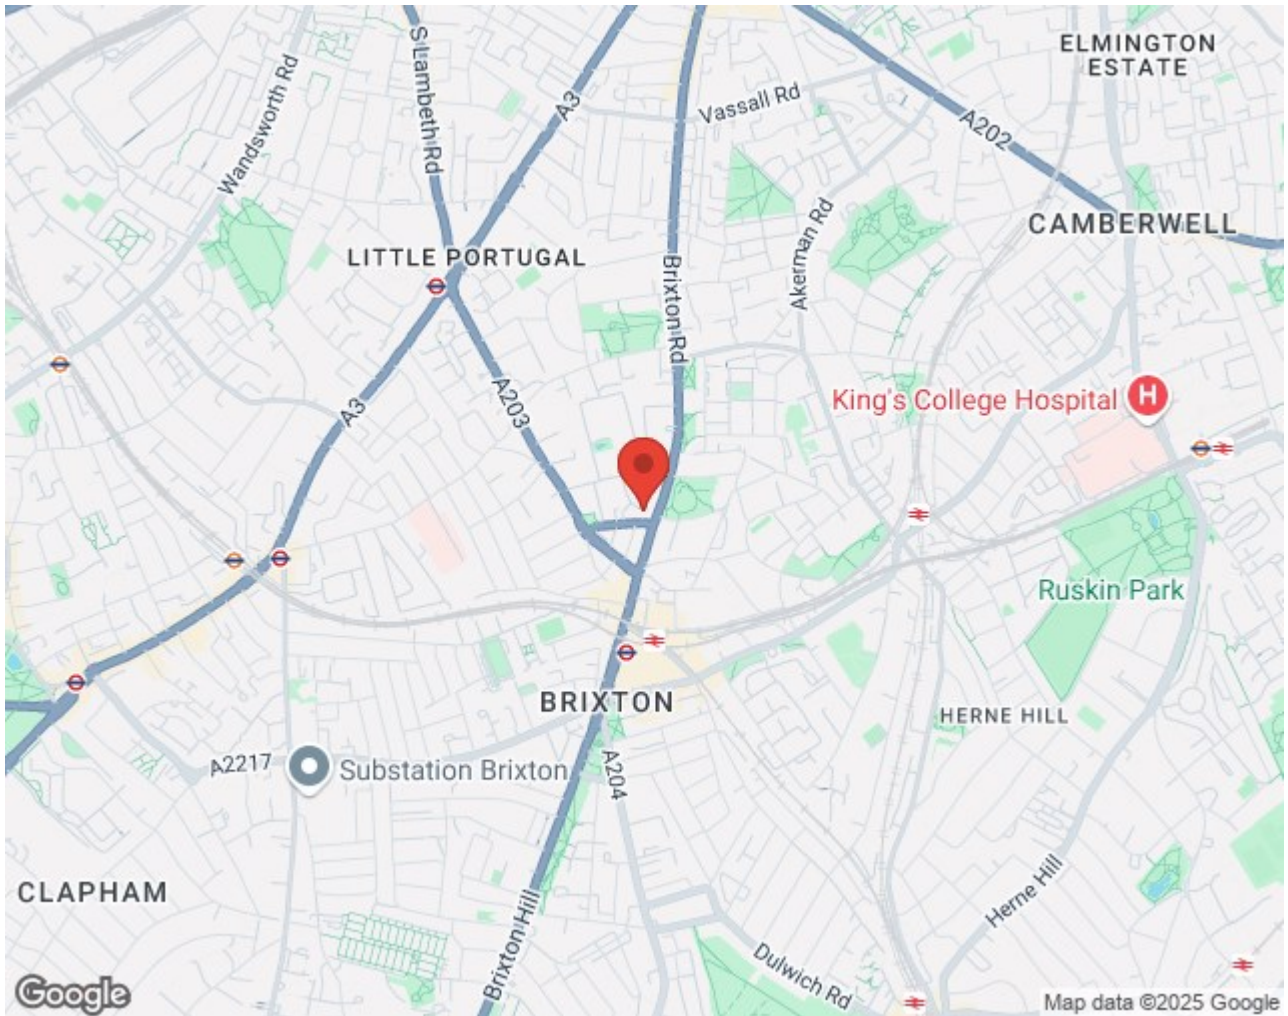 S Lambeth Rd
A3
Vassall Rd
ELMINGTON
ESTATE
Wandsworth Rd
A202
LITTLE PORTUGAL
Akerman Rd
CAMBERWELL
Brixton Rd
A3
A203
King's College Hospital
H
Ruskin Park
BRIXTON
HERNE HILL
A2217
Substation Brixton
A204
CLAPHAM
Herne Hill
Brixton Hill
Dulwich Rd
Google
Map data ©2025 Google